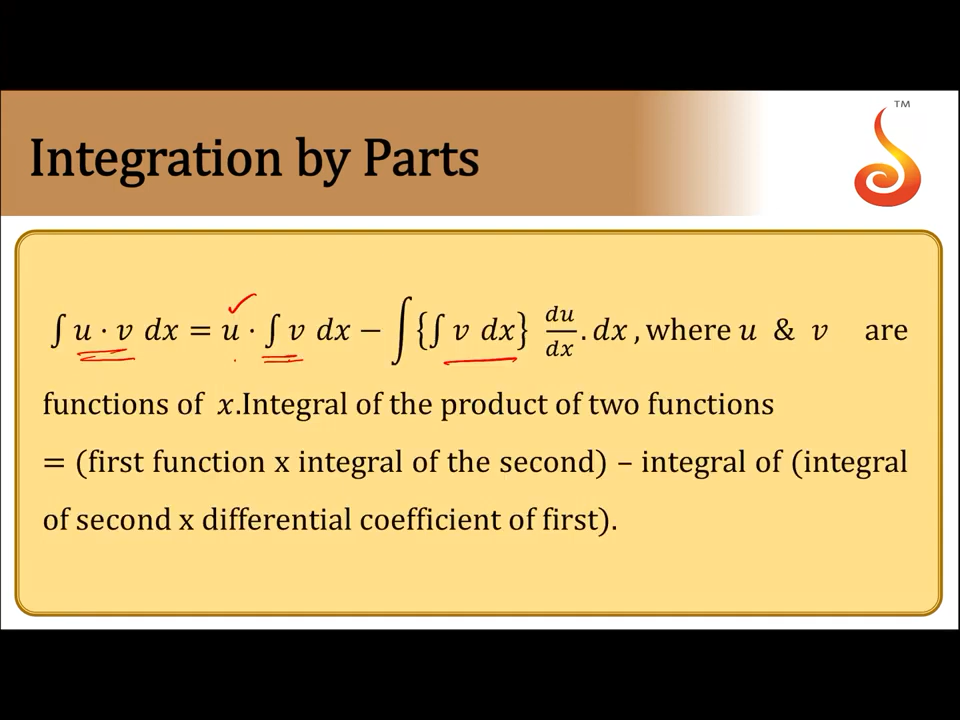 TM
Integration by Parts
∫ u · v dx = u · ∫ v dx − ∫ {∫ v dx} du/dx . dx , where u & v are
functions of x.Integral of the product of two functions
= (first function x integral of the second) – integral of (integral
of second x differential coefficient of first).